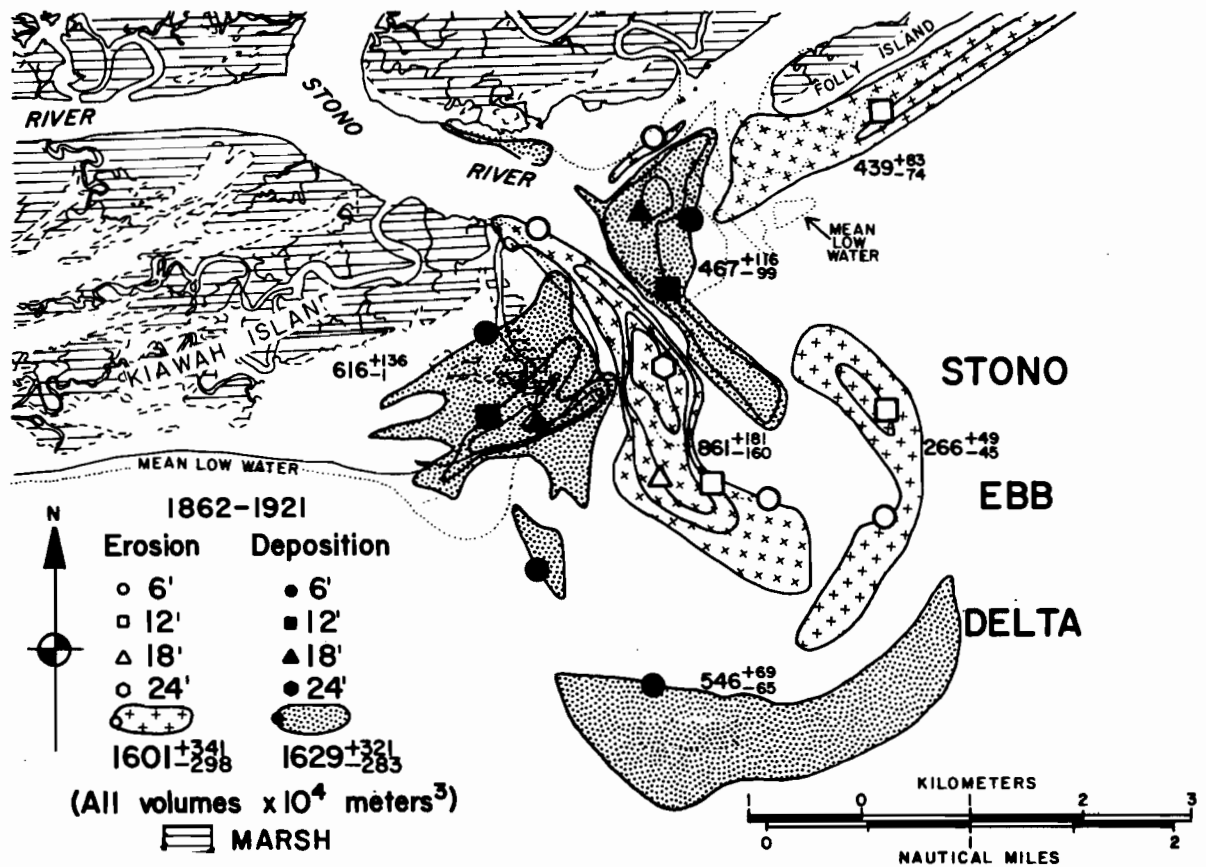 RIVER
STONO
RIVER
FOLLY ISLAND
439+83-74
MEAN
LOW
WATER
467+116-99
KIAWAH ISLAND
616+136-1
STONO
861+181-160
266+49-45
EBB
MEAN LOW WATER
1862-1921
N
Erosion Deposition
6' 6'
12' 12'
18' 18'
24' 24'
1601+341-298 1629+321-283
(All volumes x10⁴ meters³)
MARSH
DELTA
546+69-65
KILOMETERS
1 0 1 2 3
0 1 2
NAUTICAL MILES